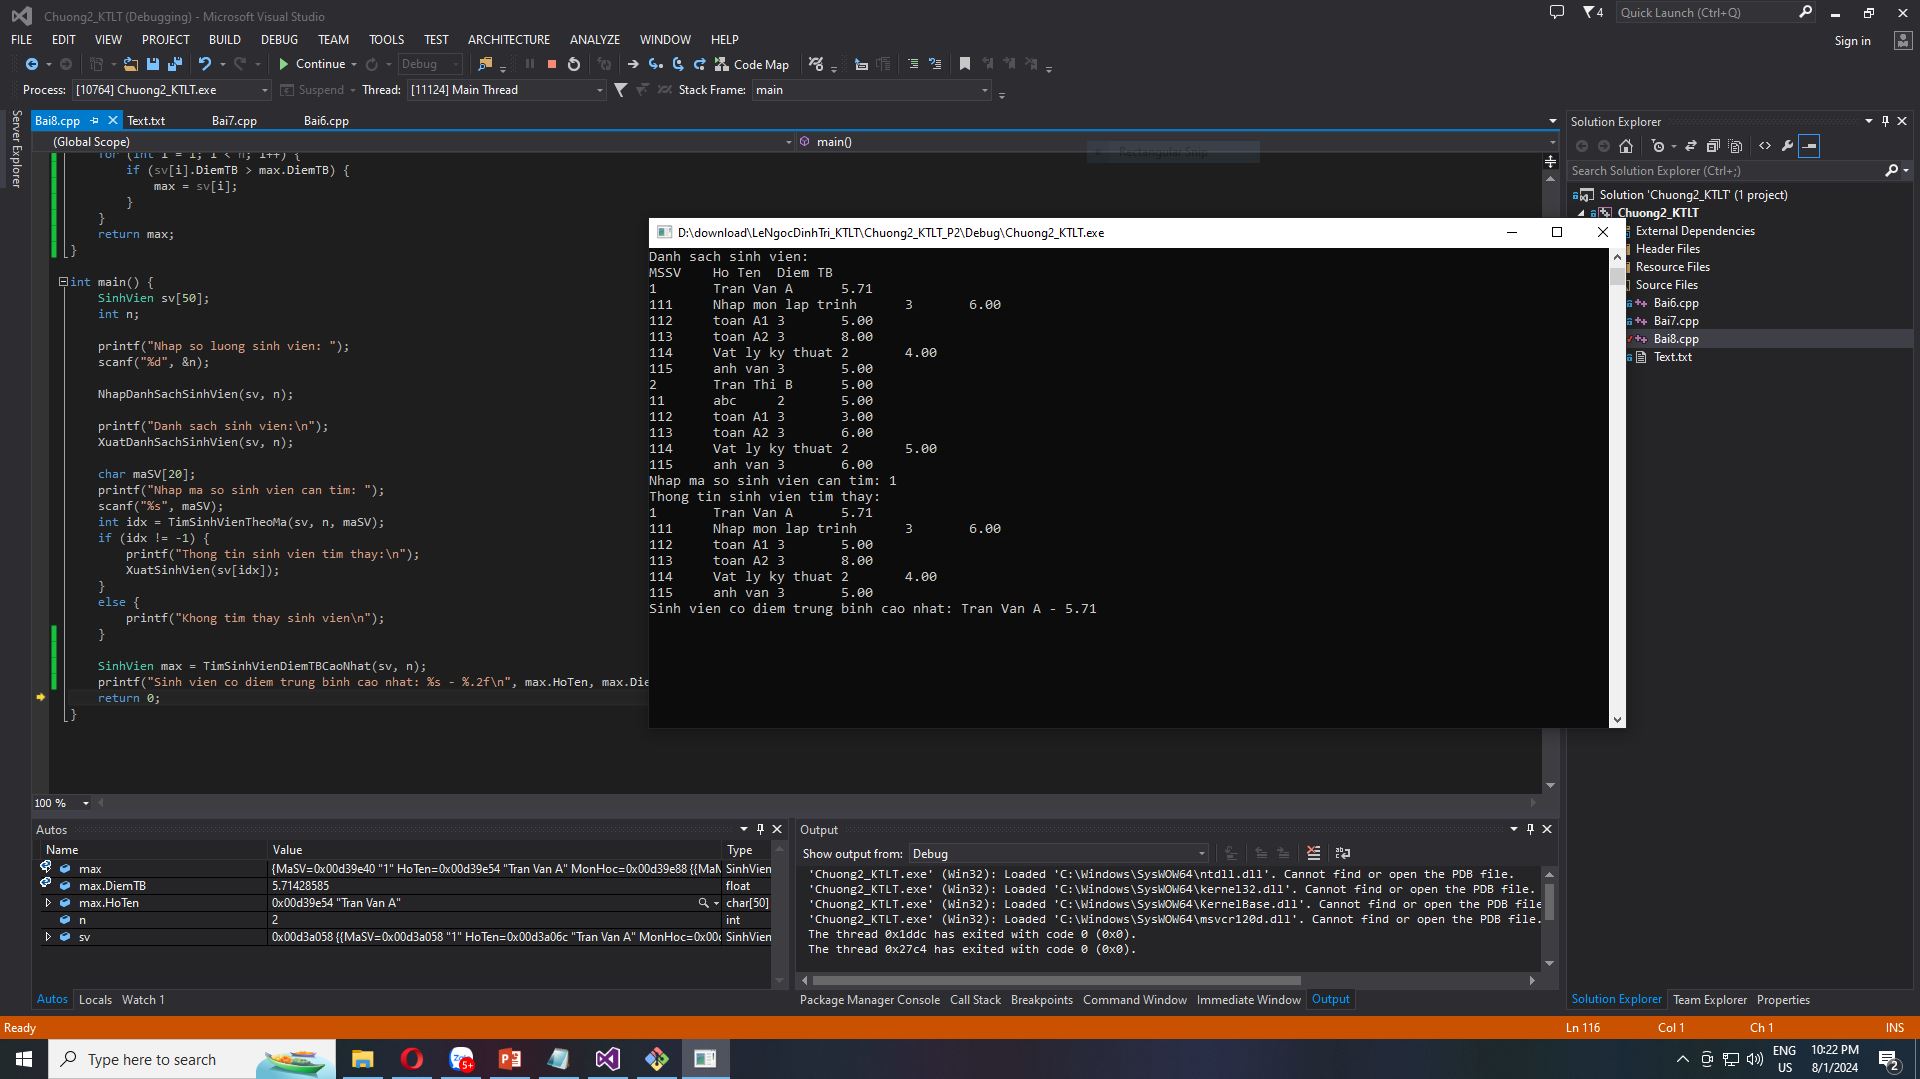 Chuong2_KTLT (Debugging) - Microsoft Visual Studio
4
Quick Launch (Ctrl+Q)
FILE EDIT VIEW PROJECT BUILD DEBUG TEAM TOOLS TEST ARCHITECTURE ANALYZE WINDOW HELP
Sign in
Continue Debug Code Map
Process: [10764] Chuong2_KTLT.exe Suspend Thread: [11124] Main Thread Stack Frame: main
Server Explorer
Bai8.cpp Text.txt Bai7.cpp Bai6.cpp
(Global Scope) main()
Rectangular Snip
for (int i = 1; i < n; i++) {
if (sv[i].DiemTB > max.DiemTB) {
max = sv[i];
}
}
return max;
}
int main() {
SinhVien sv[50];
int n;
printf("Nhap so luong sinh vien: ");
scanf("%d", &n);
NhapDanhSachSinhVien(sv, n);
printf("Danh sach sinh vien:\n");
XuatDanhSachSinhVien(sv, n);
char maSV[20];
printf("Nhap ma so sinh vien can tim: ");
scanf("%s", maSV);
int idx = TimSinhVienTheoMa(sv, n, maSV);
if (idx != -1) {
printf("Thong tin sinh vien tim thay:\n");
XuatSinhVien(sv[idx]);
}
else {
printf("Khong tim thay sinh vien\n");
}
SinhVien max = TimSinhVienDiemTBCaoNhat(sv, n);
printf("Sinh vien co diem trung binh cao nhat: %s - %.2f\n", max.HoTen, max.Die
return 0;
}
100 %
D:\download\LeNgocDinhTri_KTLT\Chuong2_KTLT_P2\Debug\Chuong2_KTLT.exe
Danh sach sinh vien:
MSSV Ho Ten Diem TB
1 Tran Van A 5.71
111 Nhap mon lap trinh 3 6.00
112 toan A1 3 5.00
113 toan A2 3 8.00
114 Vat ly ky thuat 2 4.00
115 anh van 3 5.00
2 Tran Thi B 5.00
11 abc 2 5.00
112 toan A1 3 3.00
113 toan A2 3 6.00
114 Vat ly ky thuat 2 5.00
115 anh van 3 6.00
Nhap ma so sinh vien can tim: 1
Thong tin sinh vien tim thay:
1 Tran Van A 5.71
111 Nhap mon lap trinh 3 6.00
112 toan A1 3 5.00
113 toan A2 3 8.00
114 Vat ly ky thuat 2 4.00
115 anh van 3 5.00
Sinh vien co diem trung binh cao nhat: Tran Van A - 5.71
Solution Explorer
Search Solution Explorer (Ctrl+;)
Solution 'Chuong2_KTLT' (1 project)
Chuong2_KTLT
External Dependencies
Header Files
Resource Files
Source Files
Bai6.cpp
Bai7.cpp
Bai8.cpp
Text.txt
Autos
Name Value Type
max {MaSV=0x00d39e40 "1" HoTen=0x00d39e54 "Tran Van A" MonHoc=0x00d39e88 {{MaM SinhVien
max.DiemTB 5.71428585 float
max.HoTen 0x00d39e54 "Tran Van A" char[50]
n 2 int
sv 0x00d3a058 {{MaSV=0x00d3a058 "1" HoTen=0x00d3a06c "Tran Van A" MonHoc=0x00d SinhVien
Autos Locals Watch 1
Output
Show output from: Debug
'Chuong2_KTLT.exe' (Win32): Loaded 'C:\Windows\SysWOW64\ntdll.dll'. Cannot find or open the PDB file.
'Chuong2_KTLT.exe' (Win32): Loaded 'C:\Windows\SysWOW64\kernel32.dll'. Cannot find or open the PDB file.
'Chuong2_KTLT.exe' (Win32): Loaded 'C:\Windows\SysWOW64\KernelBase.dll'. Cannot find or open the PDB file
'Chuong2_KTLT.exe' (Win32): Loaded 'C:\Windows\SysWOW64\msvcr120d.dll'. Cannot find or open the PDB file.
The thread 0x1ddc has exited with code 0 (0x0).
The thread 0x27c4 has exited with code 0 (0x0).
Package Manager Console Call Stack Breakpoints Command Window Immediate Window Output
Solution Explorer Team Explorer Properties
Ready
Ln 116 Col 1 Ch 1 INS
Type here to search
5+
ENG
US
10:22 PM
8/1/2024
2